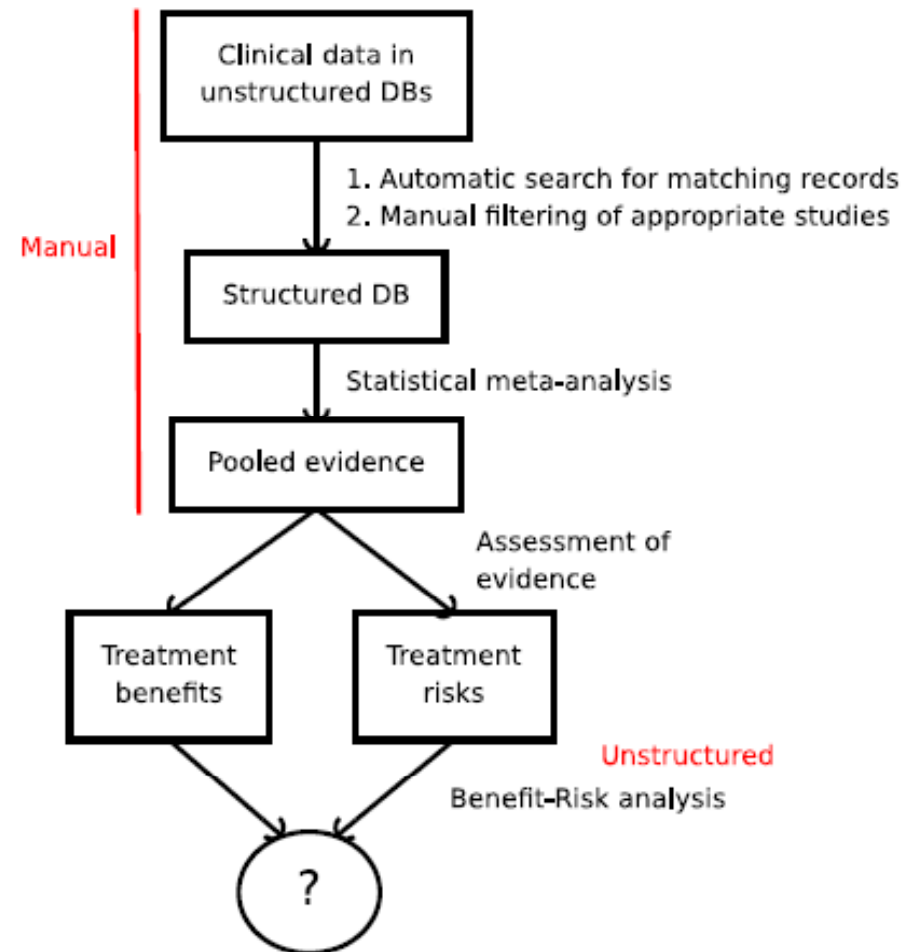 Clinical data in
unstructured DBs
1. Automatic search for matching records
2. Manual filtering of appropriate studies
Manual
Structured DB
Statistical meta-analysis
Pooled evidence
Assessment of
evidence
Treatment
benefits
Treatment
risks
Unstructured
Benefit-Risk analysis
?